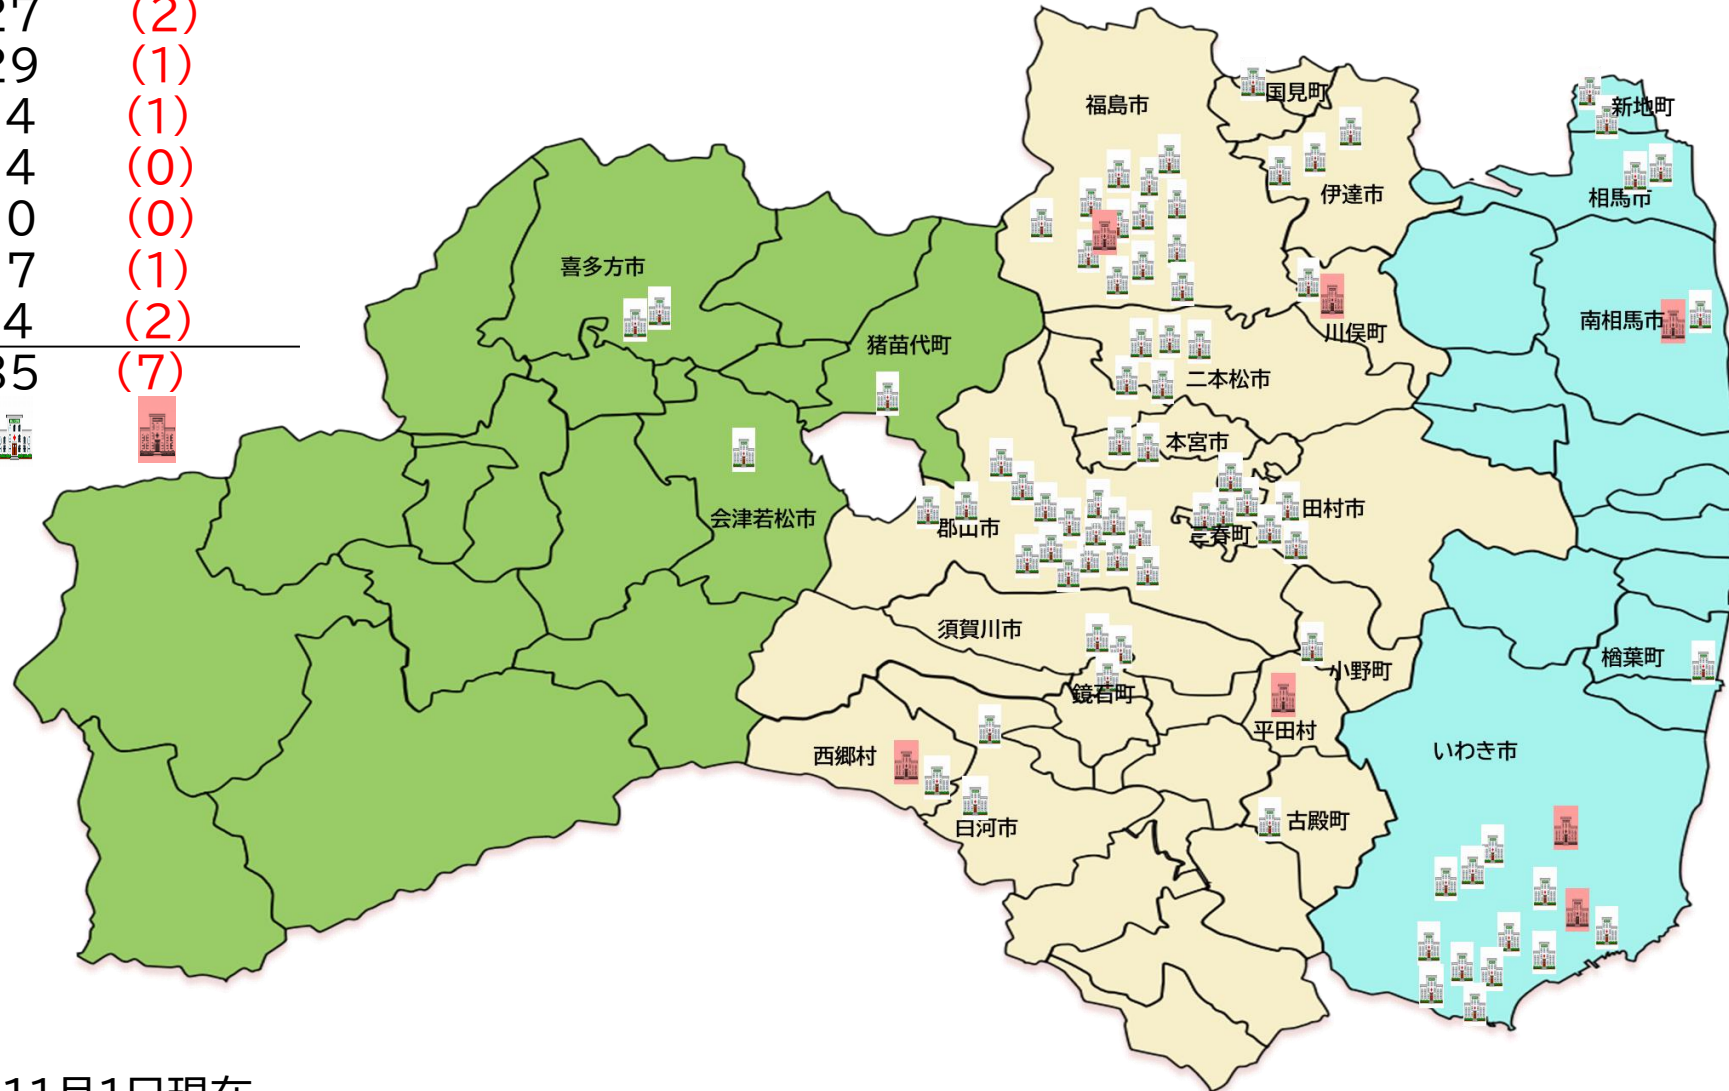 27 (2)
29 (1)
4 (1)
4 (0)
0 (0)
7 (1)
4 (2)
85 (7)
11月1日現在
福島市
国見町
新地町
伊達市
相馬市
喜多方市
川俣町
南相馬市
猪苗代町
二本松市
本宮市
会津若松市
郡山市
田村市
三春町
須賀川市
小野町
楢葉町
鏡石町
平田村
西郷村
いわき市
白河市
古殿町